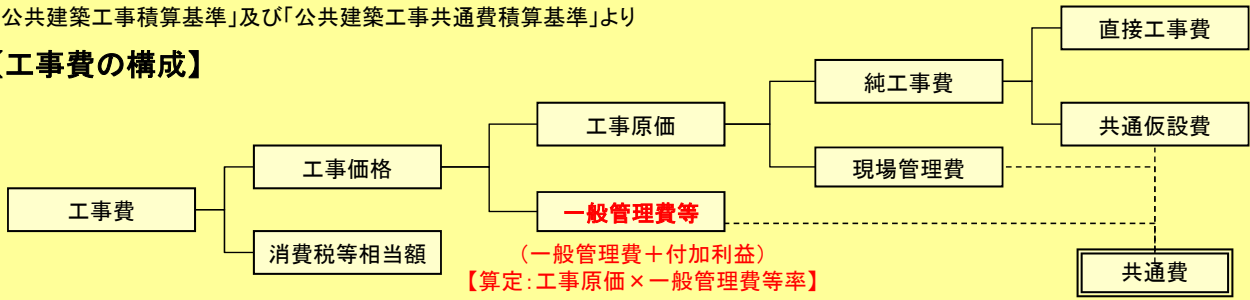 公共建築工事積算基準」及び「公共建築工事共通費積算基準」より
【工事費の構成】
直接工事費
純工事費
工事原価
共通仮設費
工事価格
現場管理費
工事費
一般管理費等
消費税等相当額
（一般管理費＋付加利益）
【算定：工事原価×一般管理費等率】
共通費